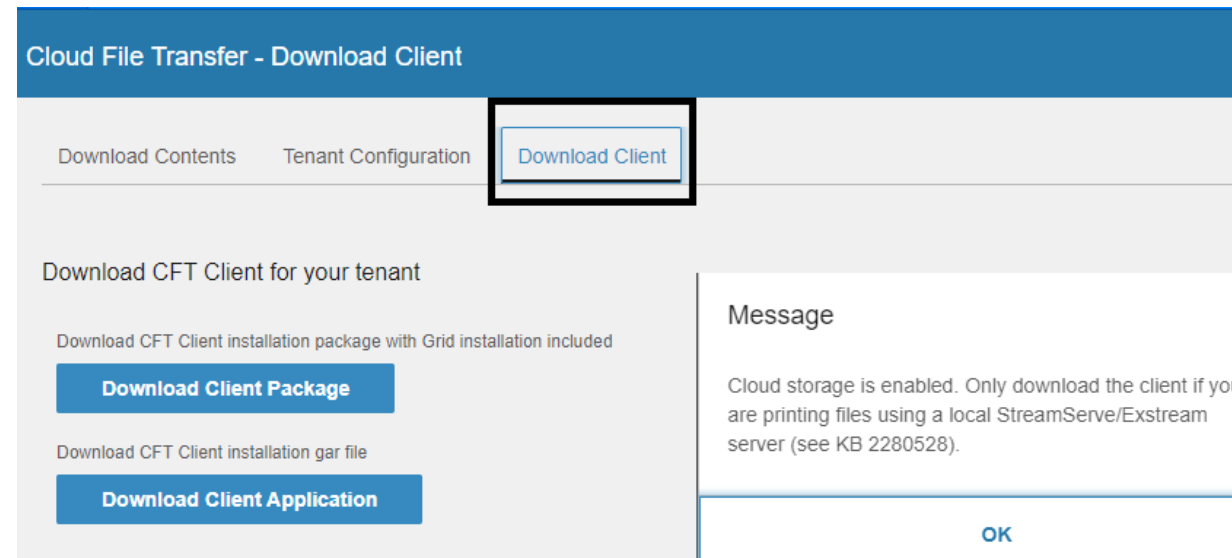 Cloud File Transfer - Download Client
Download Contents
Tenant Configuration
Download Client
Download CFT Client for your tenant
Download CFT Client installation package with Grid installation included
Download Client Package
Download CFT Client installation gar file
Download Client Application
Message
Cloud storage is enabled. Only download the client if you
are printing files using a local StreamServe/Exstream
server (see KB 2280528).
OK